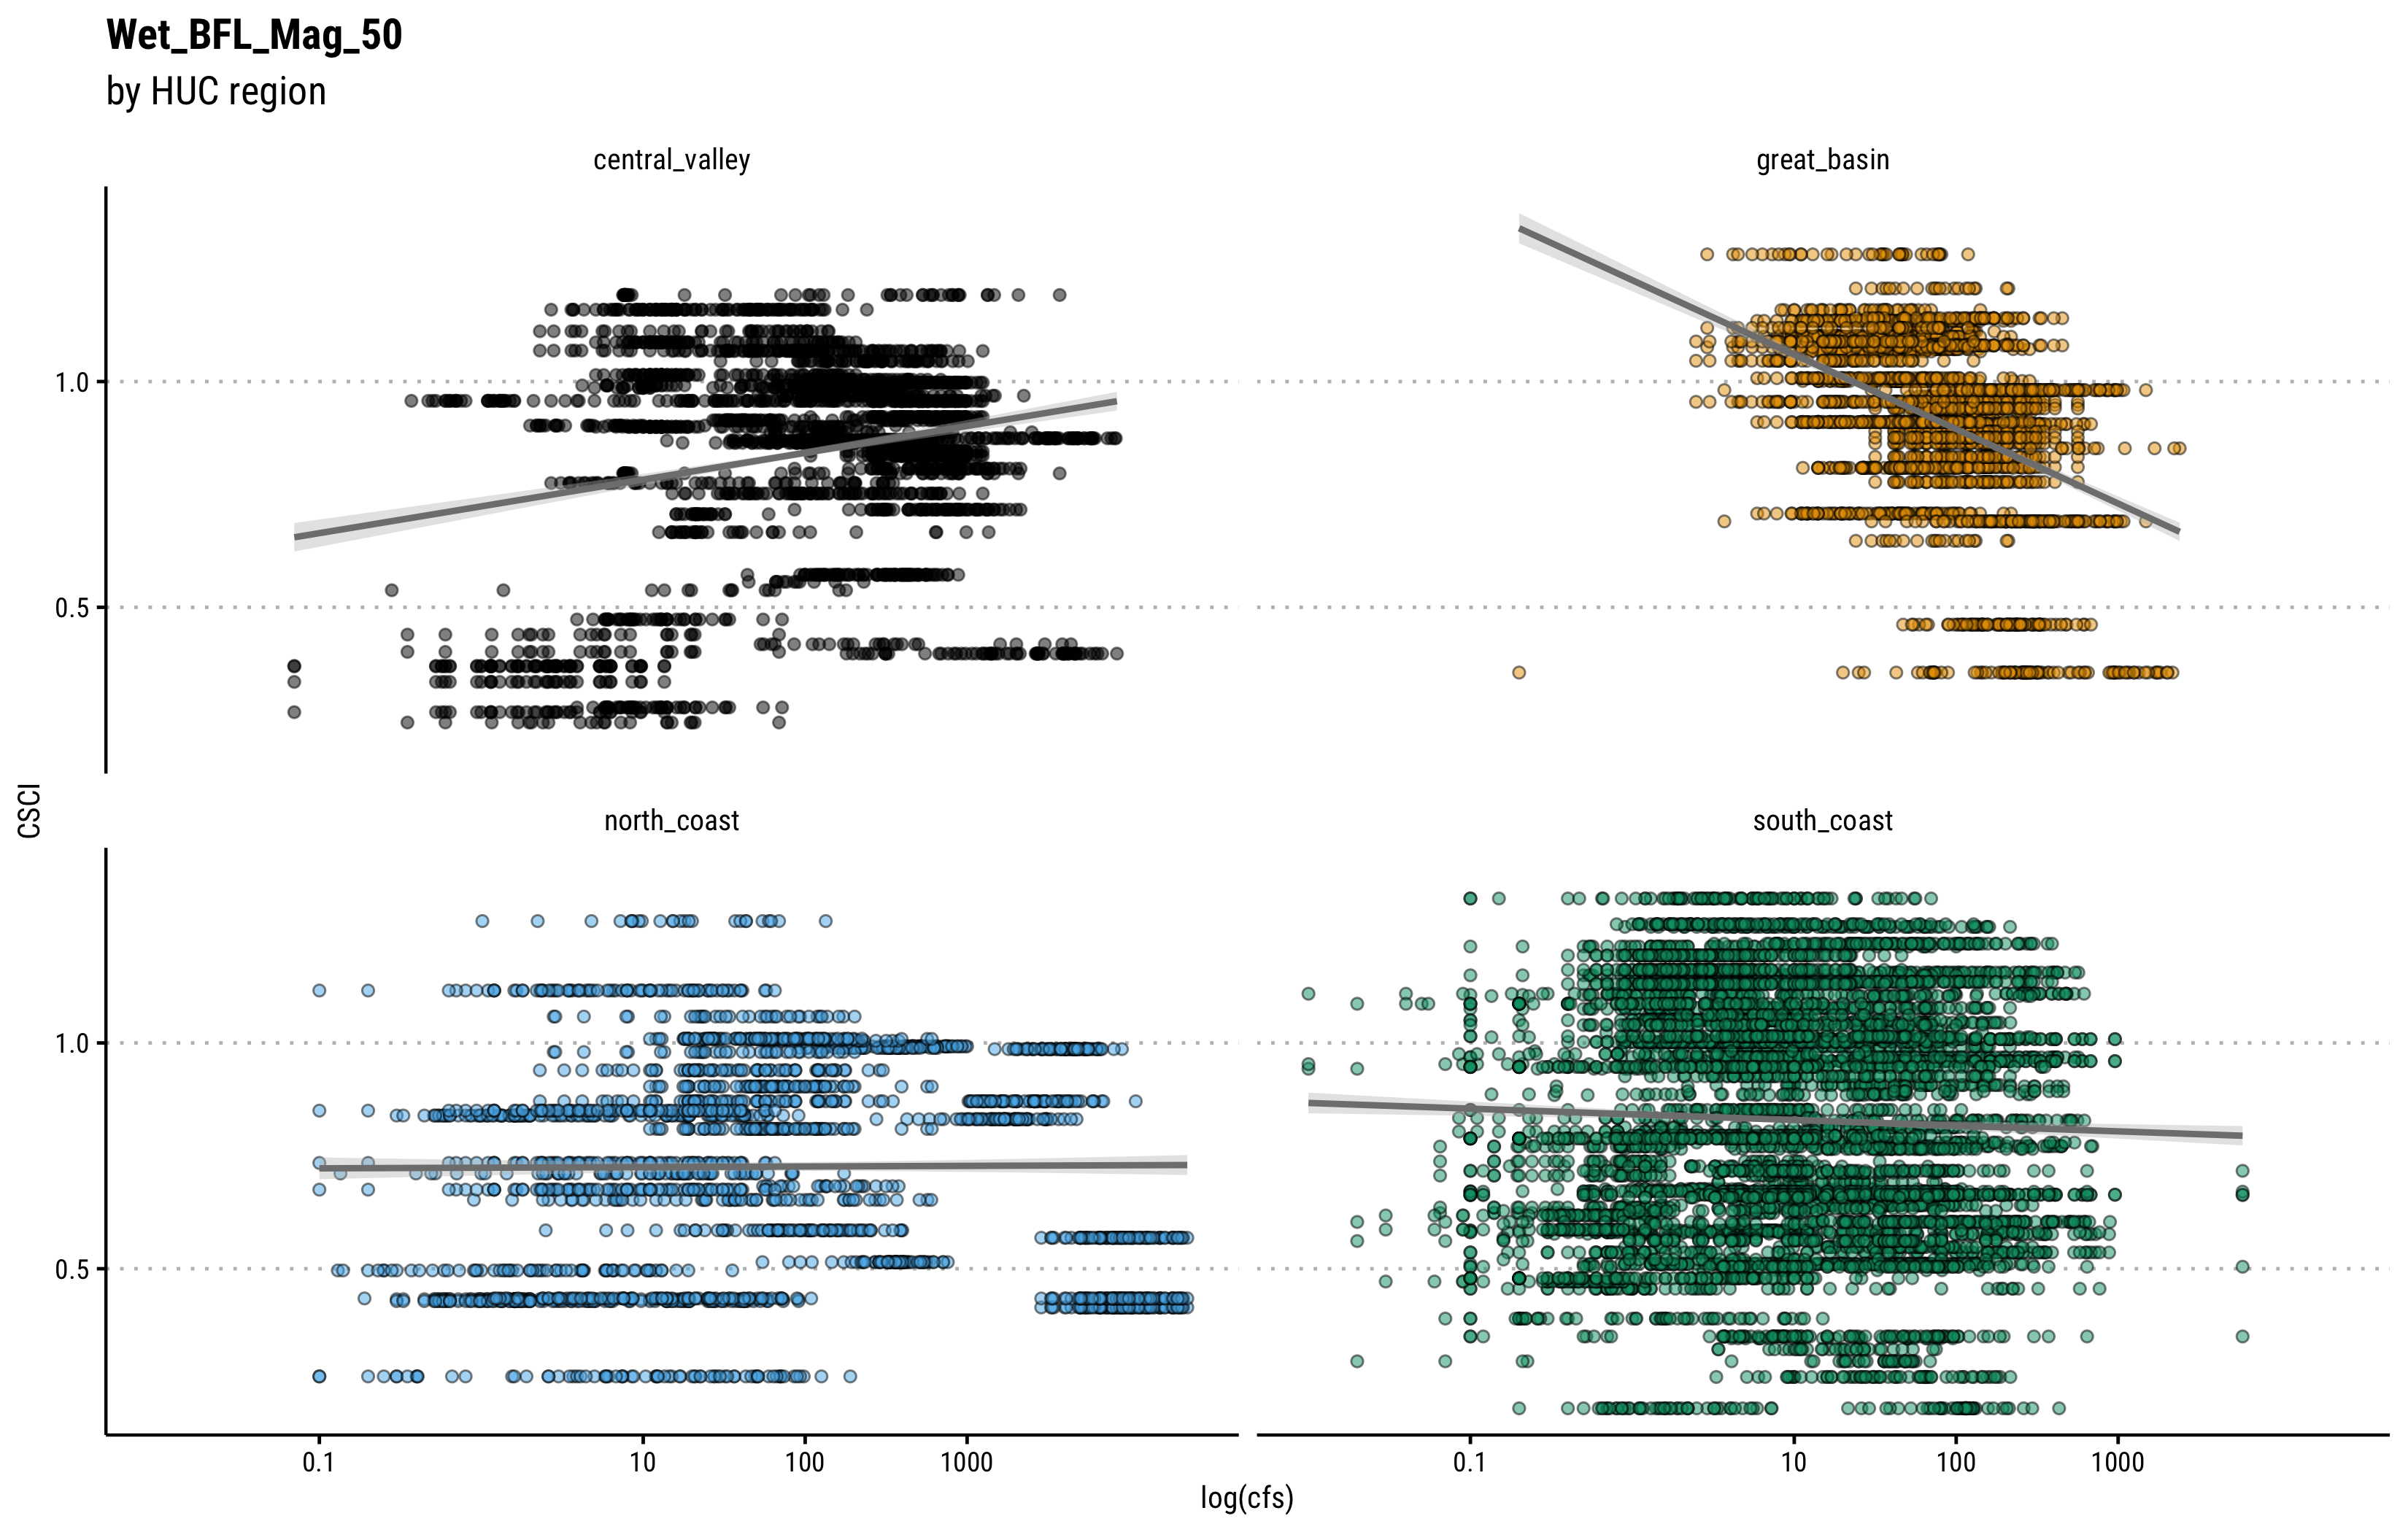 Wet_BFL_Mag_50
by HUC region
central_valley
great_basin
1.0
0.5
CSCI
north_coast
south_coast
1.0
0.5
0.1 10 100 1000 0.1 10 100 1000
log(cfs)